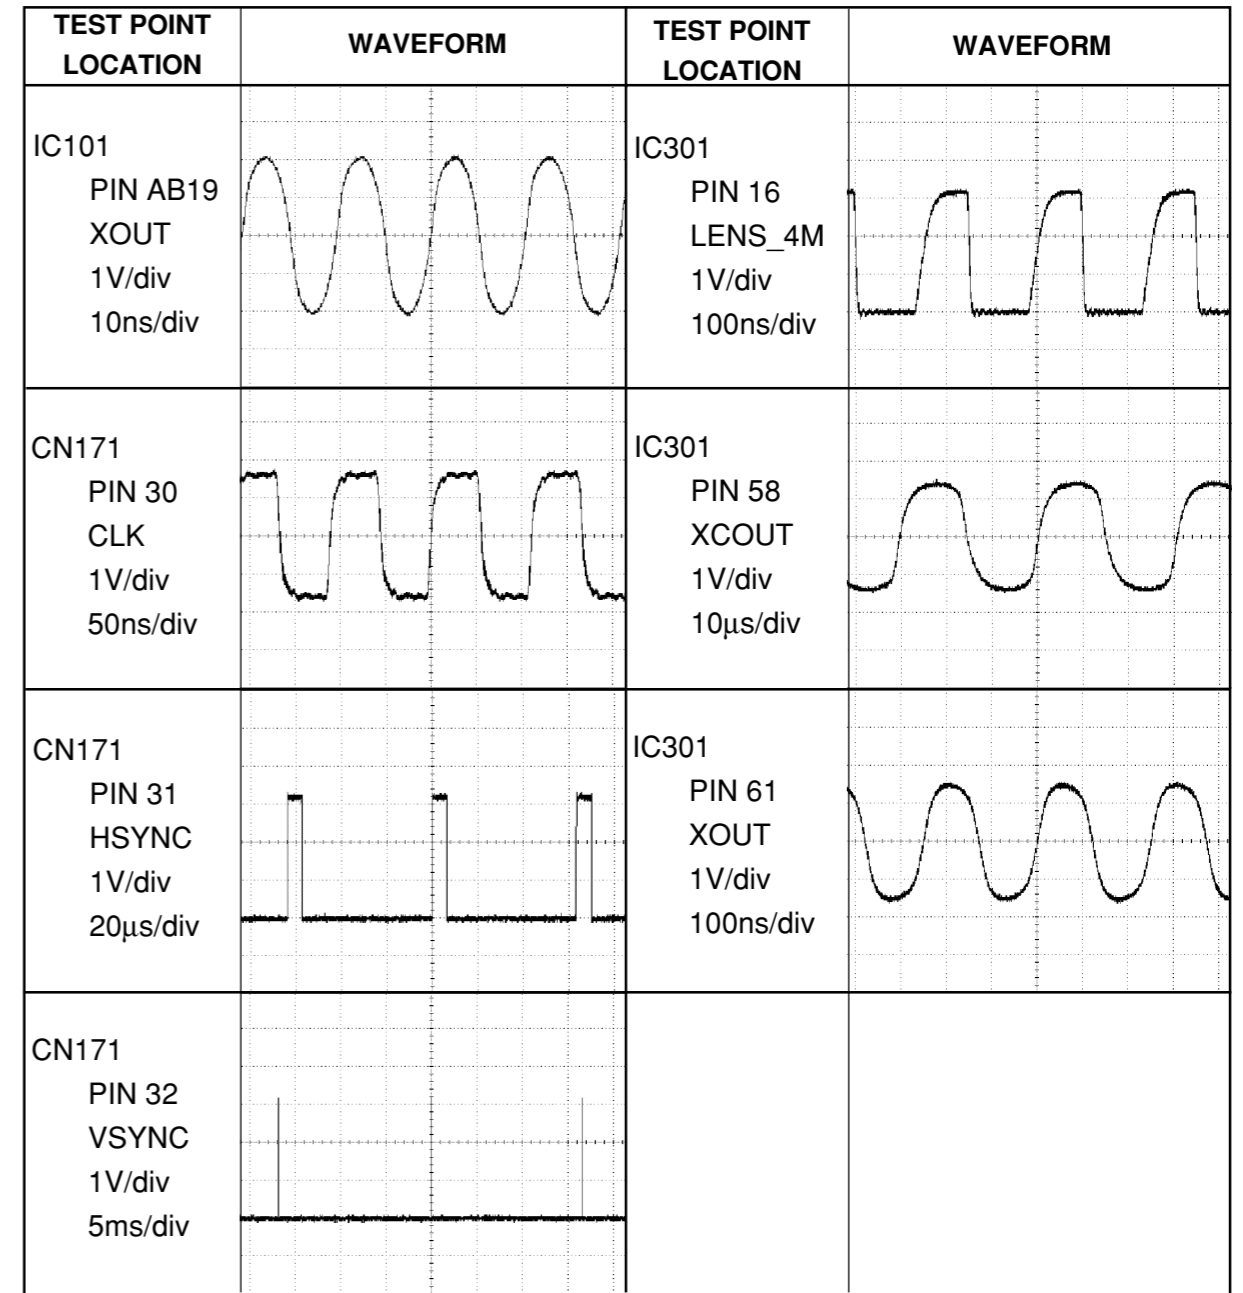 TEST POINT
LOCATION
WAVEFORM
TEST POINT
LOCATION
WAVEFORM
IC101
PIN AB19
XOUT
1V/div
10ns/div
IC301
PIN 16
LENS_4M
1V/div
100ns/div
CN171
PIN 30
CLK
1V/div
50ns/div
IC301
PIN 58
XCOUT
1V/div
10μs/div
CN171
PIN 31
HSYNC
1V/div
20μs/div
IC301
PIN 61
XOUT
1V/div
100ns/div
CN171
PIN 32
VSYNC
1V/div
5ms/div